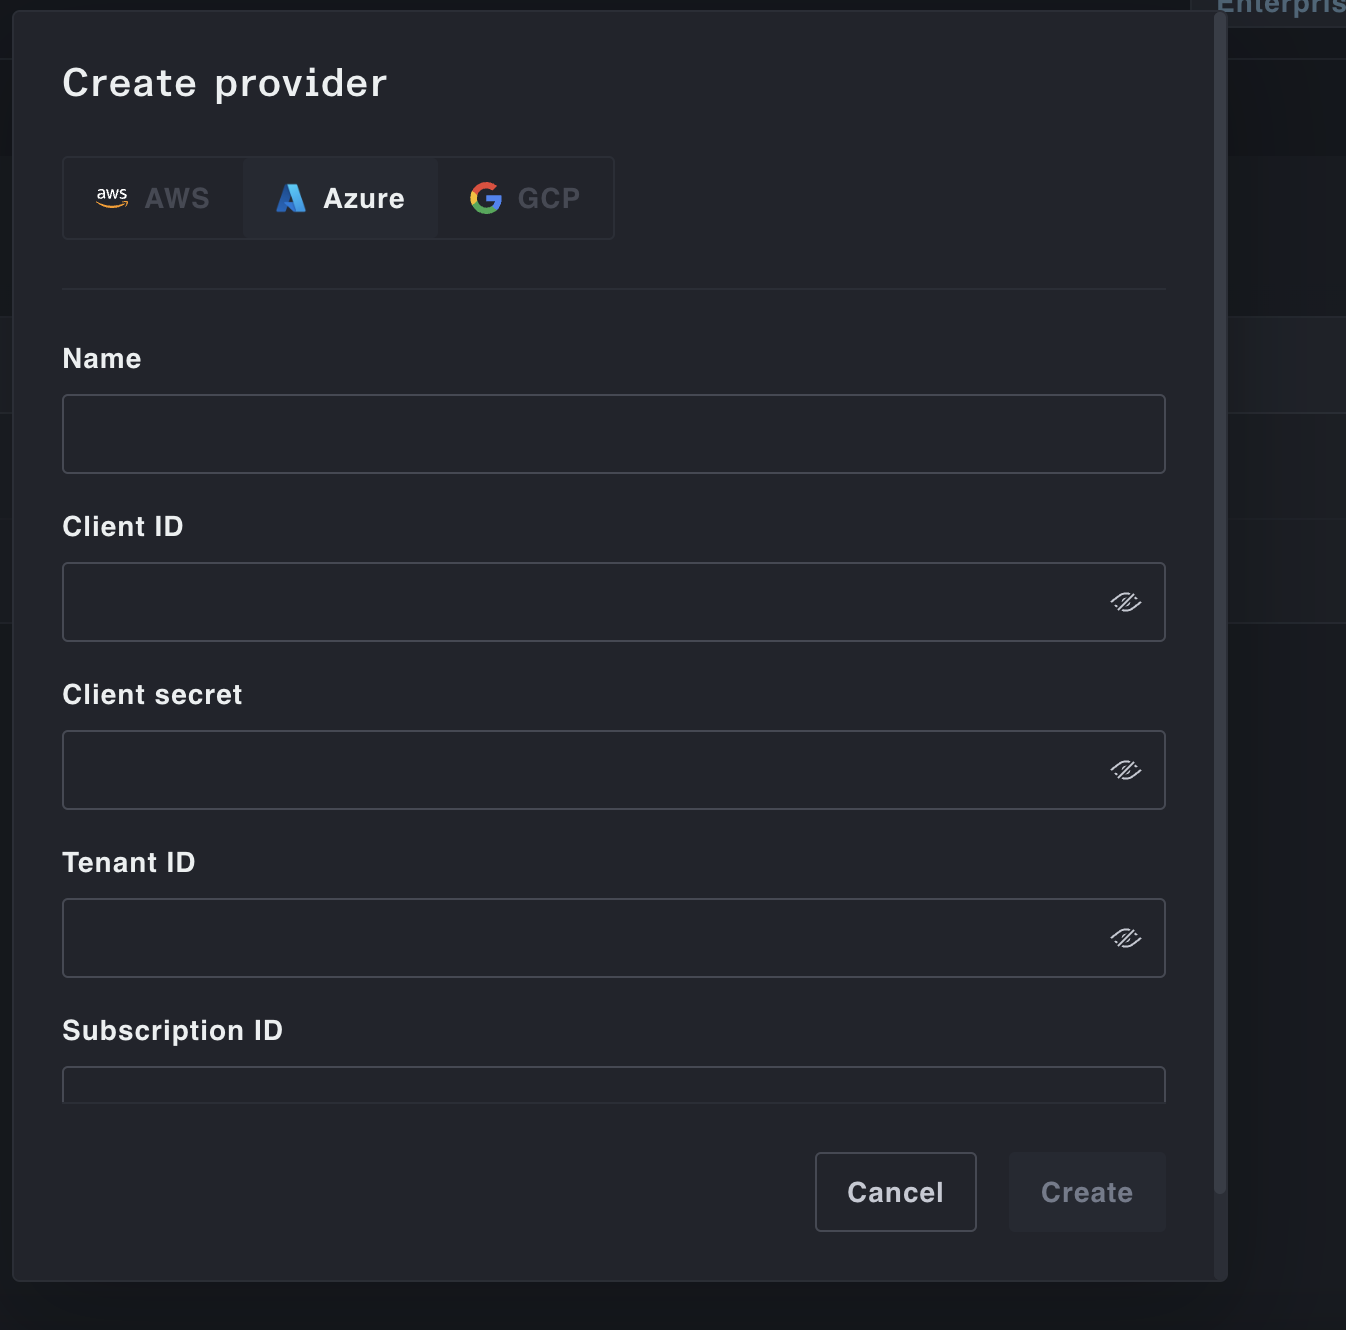 Enterpris
Create provider
aws AWS Azure GCP
Name
Client ID
Client secret
Tenant ID
Subscription ID
Cancel Create